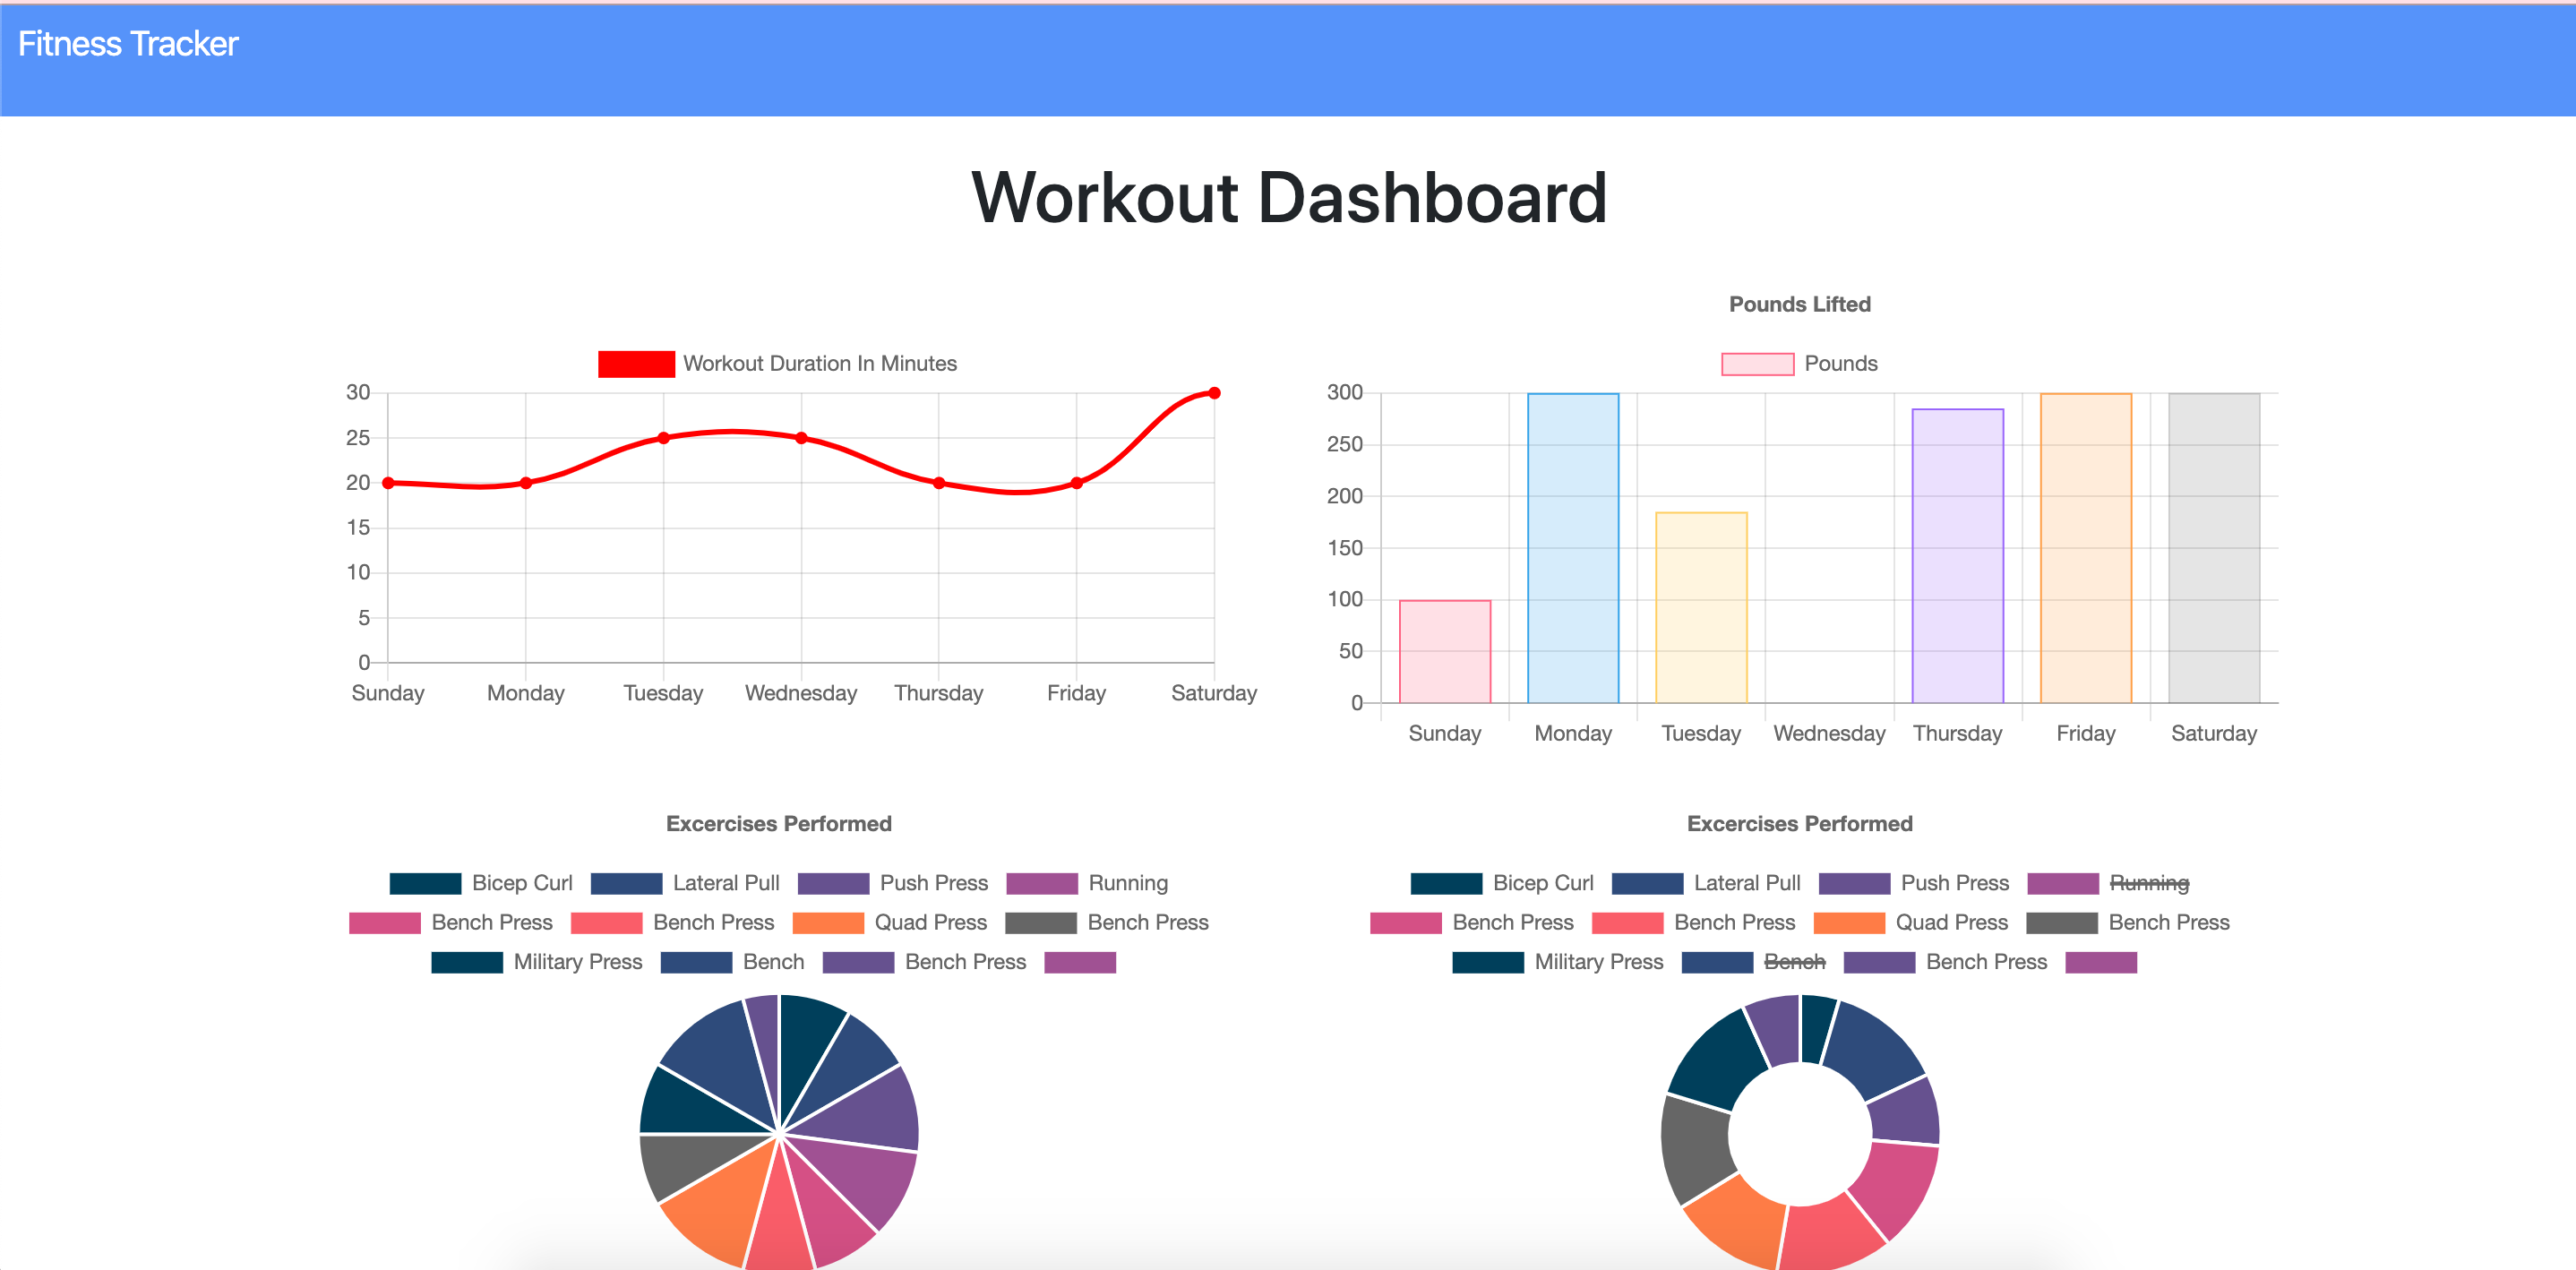 Fitness Tracker
Workout Dashboard
Workout Duration In Minutes
30
25
20
15
10
5
0
Sunday Monday Tuesday Wednesday Thursday Friday Saturday
Pounds Lifted
Pounds
300
250
200
150
100
50
0
Sunday Monday Tuesday Wednesday Thursday Friday Saturday
Excercises Performed
Bicep Curl Lateral Pull Push Press Running
Bench Press Bench Press Quad Press Bench Press
Military Press Bench Bench Press
Excercises Performed
Bicep Curl Lateral Pull Push Press Running
Bench Press Bench Press Quad Press Bench Press
Military Press Bench Bench Press